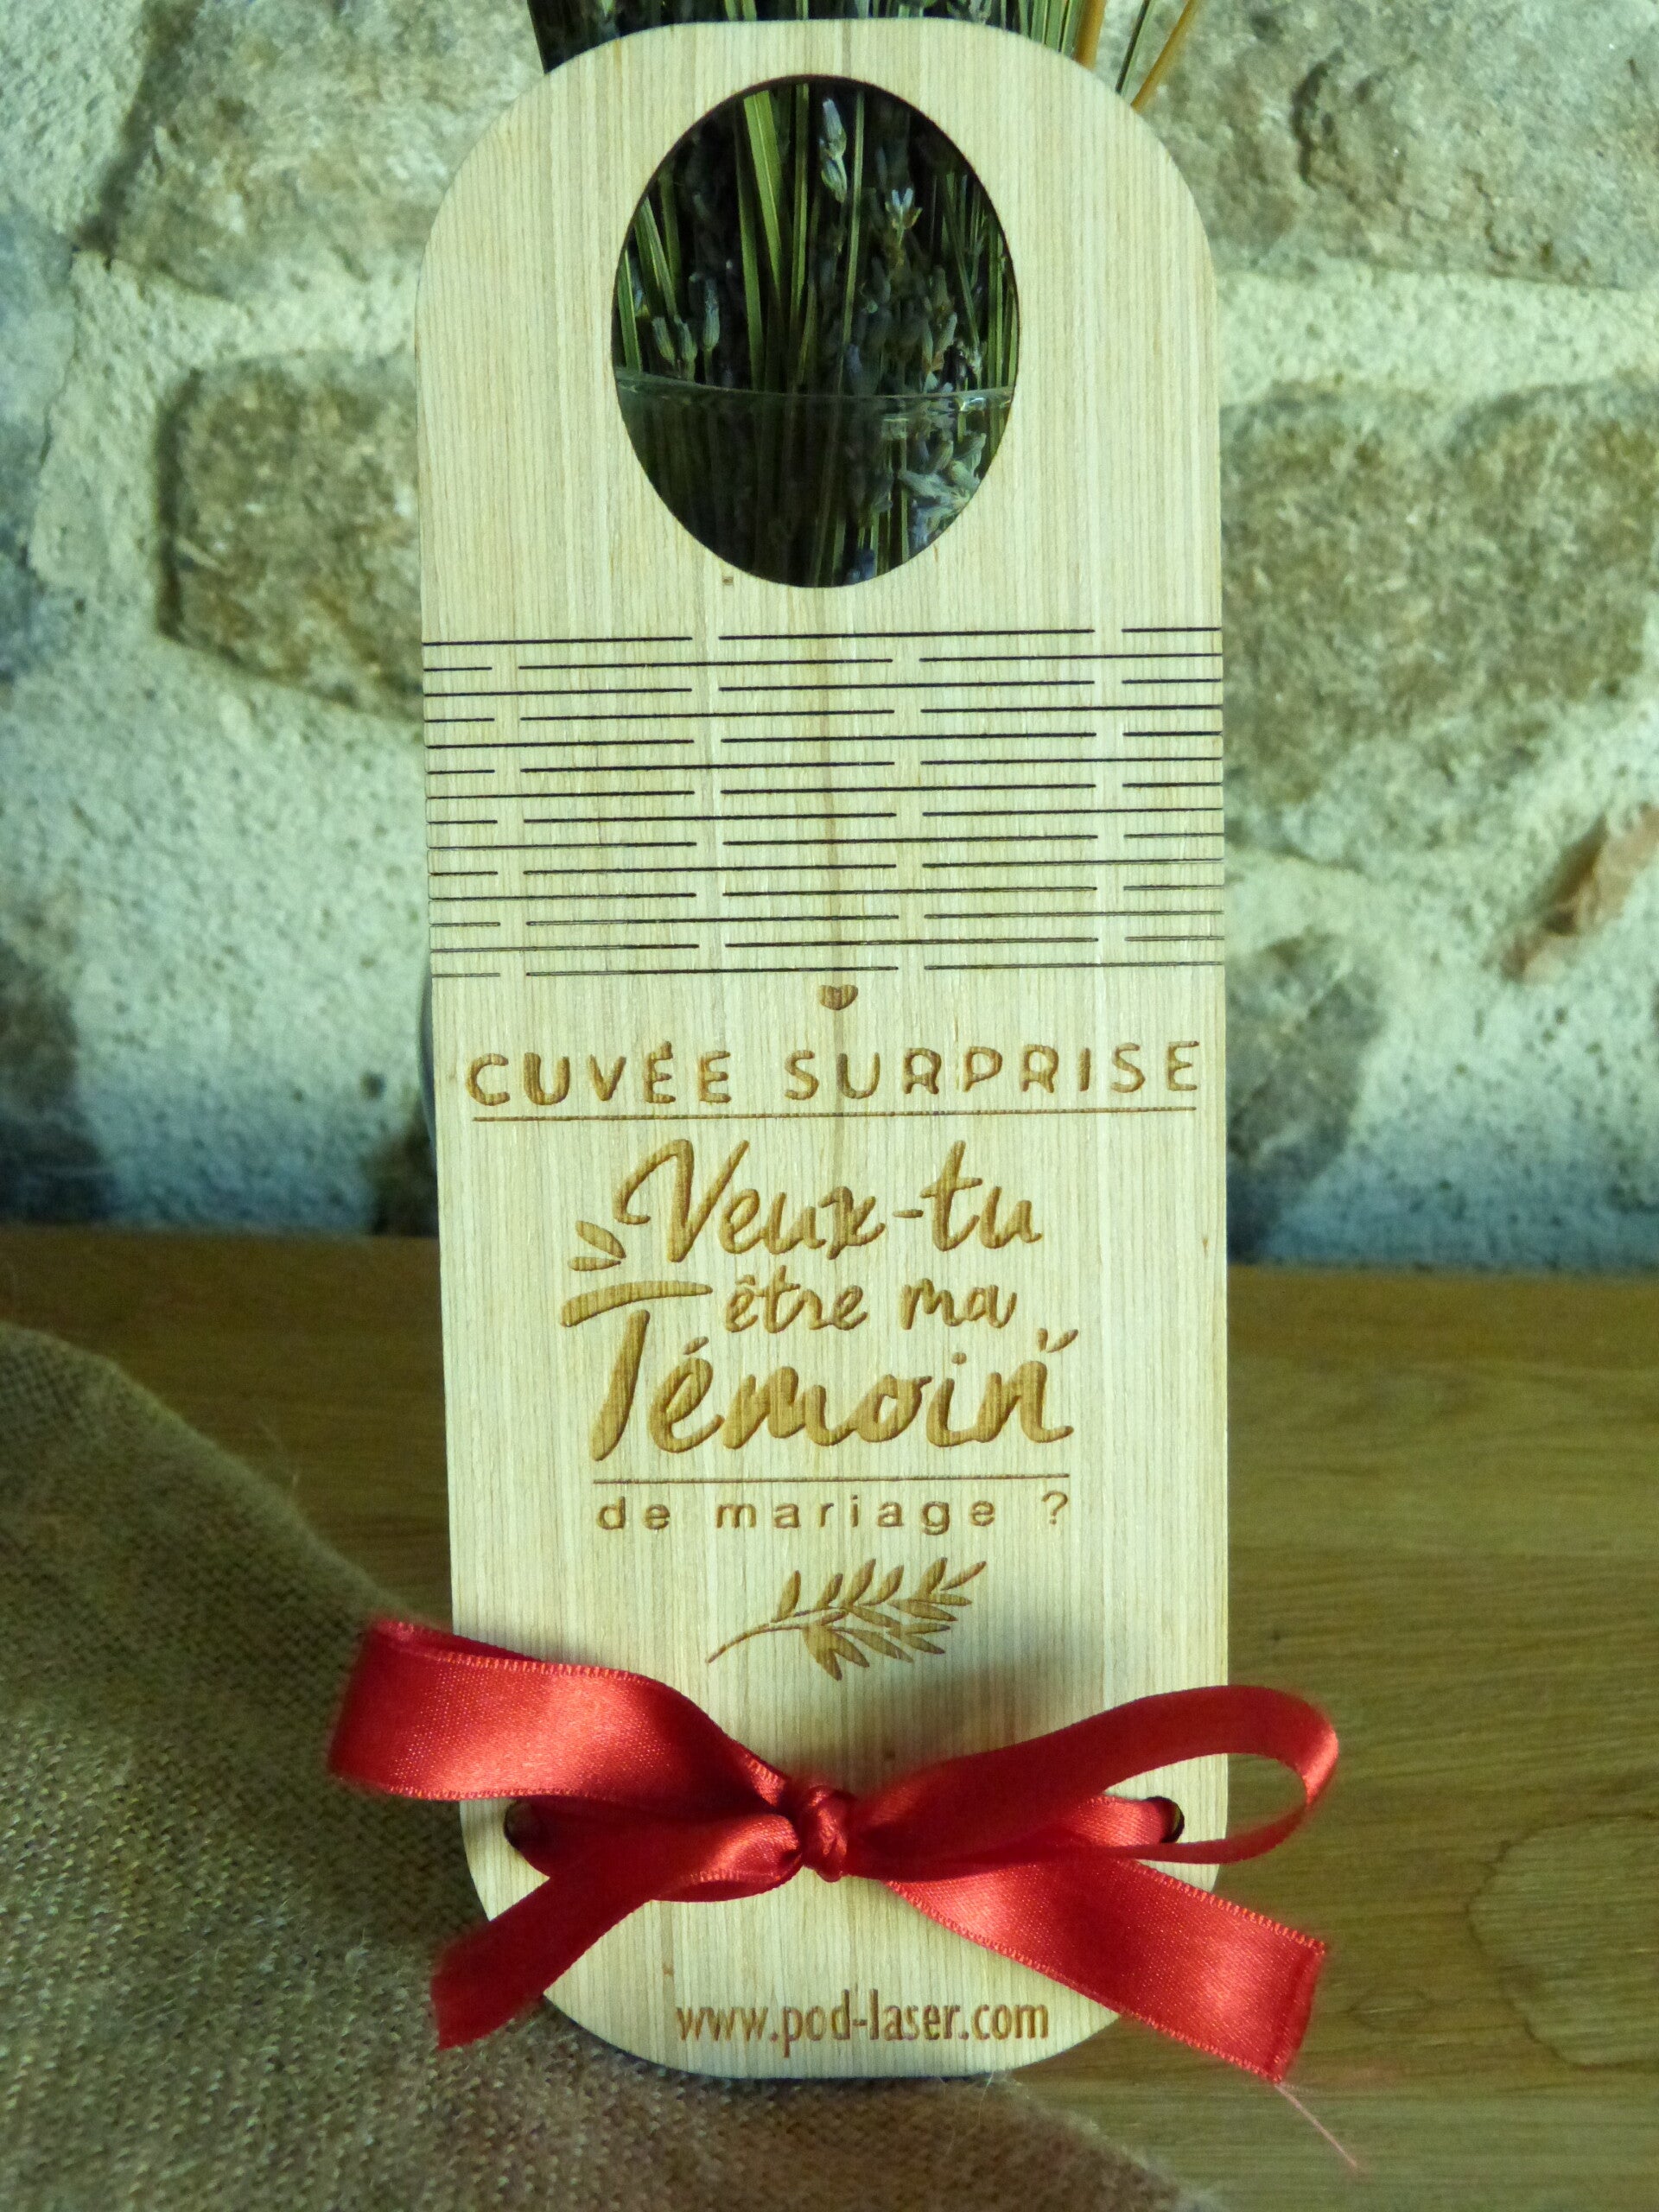 CUVÉE SURPRISE
Veux-tu
être ma
Témoin
de mariage ?
www.pod-laser.com